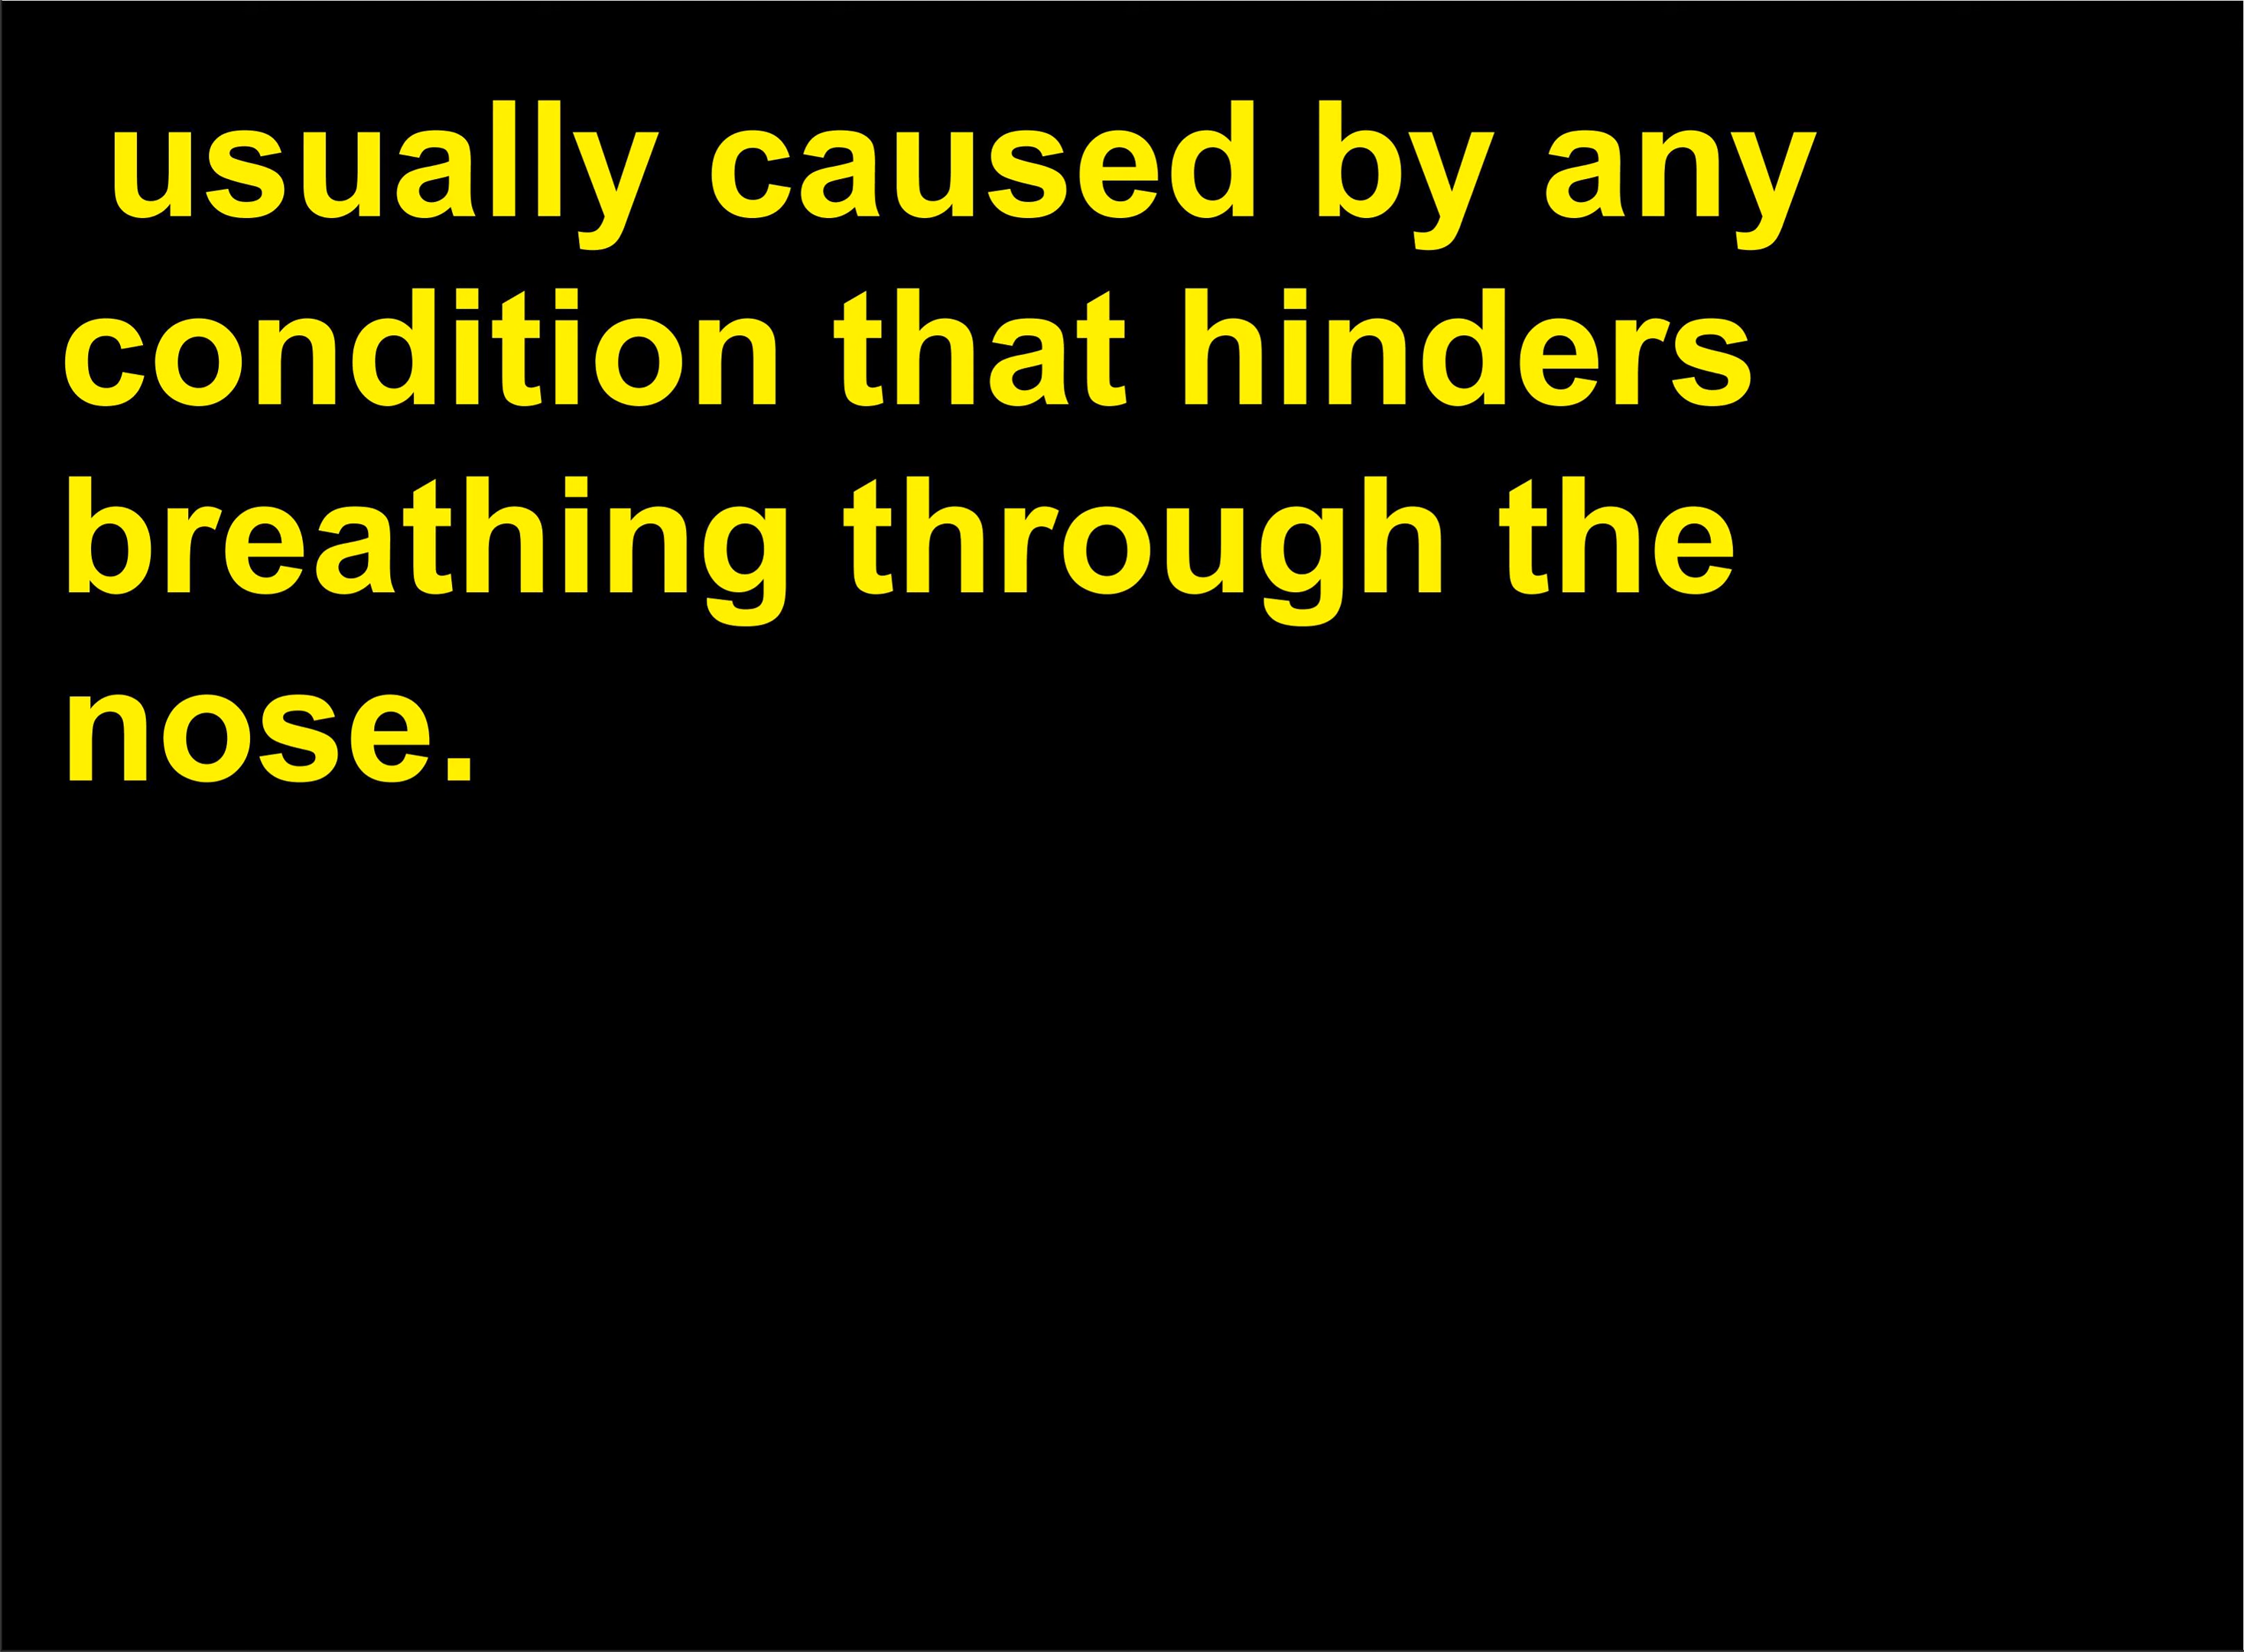 usually caused by any
condition that hinders
breathing through the
nose.